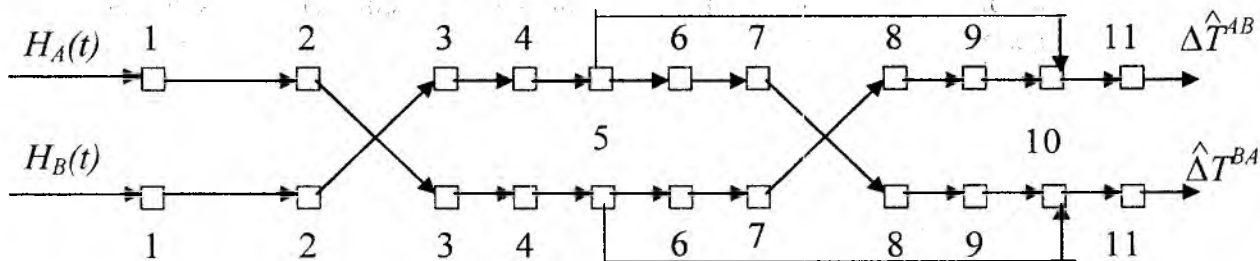 1 2 3 4 6 7 8 9 11
H_A(t) ΔT̂^{AB}
5 10
H_B(t) Δ̂T^{BA}
1 2 3 4 6 7 8 9 11